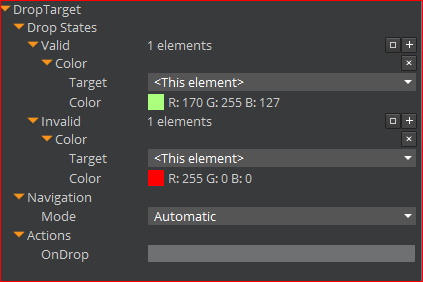 DropTarget
Drop States
Valid 1 elements
Color
Target <This element>
Color R: 170 G: 255 B: 127
Invalid 1 elements
Color
Target <This element>
Color R: 255 G: 0 B: 0
Navigation
Mode Automatic
Actions
OnDrop